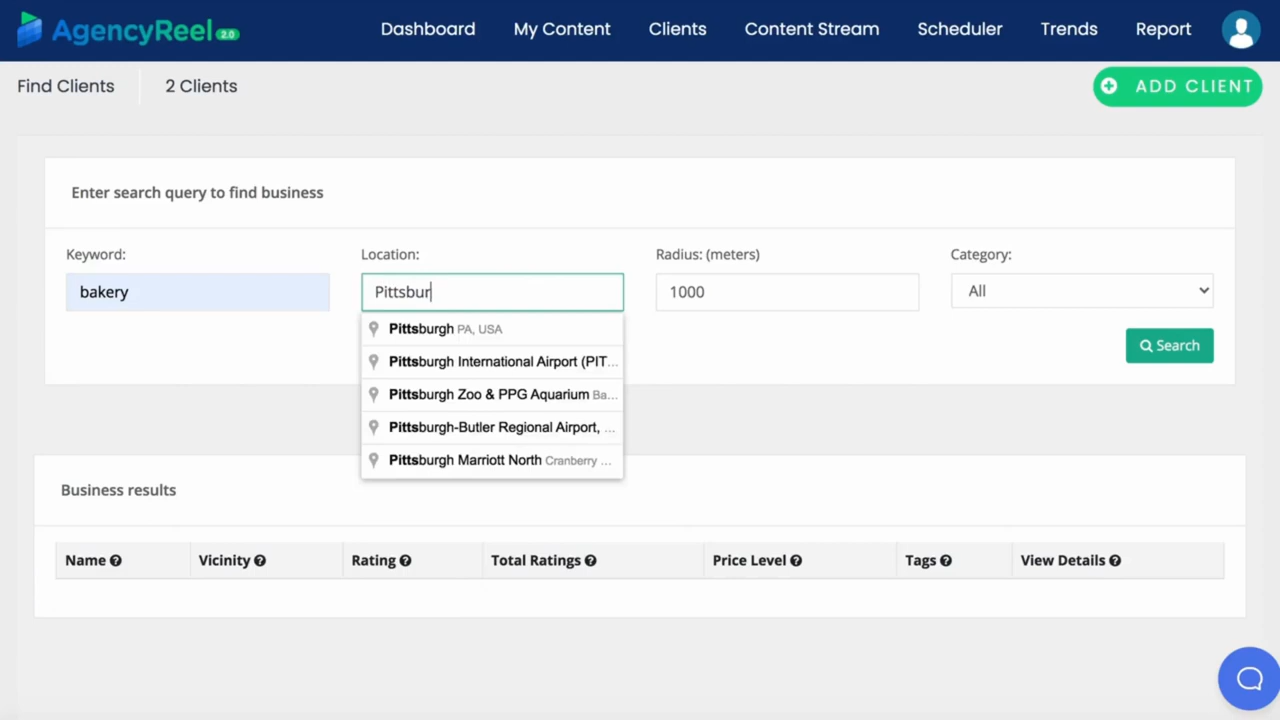 AgencyReel 2.0
Dashboard My Content Clients Content Stream Scheduler Trends Report
Find Clients 2 Clients ADD CLIENT
Enter search query to find business
Keyword: Location: Radius: (meters) Category:
bakery Pittsbur 1000 All
Pittsburgh PA, USA
Search
Pittsburgh International Airport (PIT...
Pittsburgh Zoo & PPG Aquarium Ba...
Pittsburgh-Butler Regional Airport, ...
Pittsburgh Marriott North Cranberry ...
Business results
Name Vicinity Rating Total Ratings Price Level Tags View Details